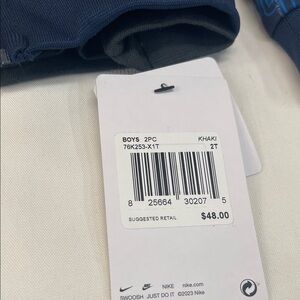 BOYS 2PC KHAKI
76K253-X1T 2T
8 25664 30207 5
SUGGESTED RETAIL $48.00
NIKE nike.com
SWOOSH, JUST DO IT ©2023 Nike